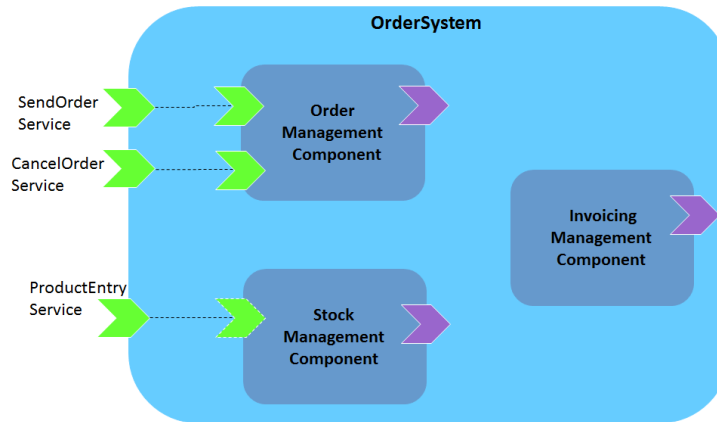 OrderSystem
SendOrder
Service
CancelOrder
Service
ProductEntry
Service
Order
Management
Component
Invoicing
Management
Component
Stock
Management
Component